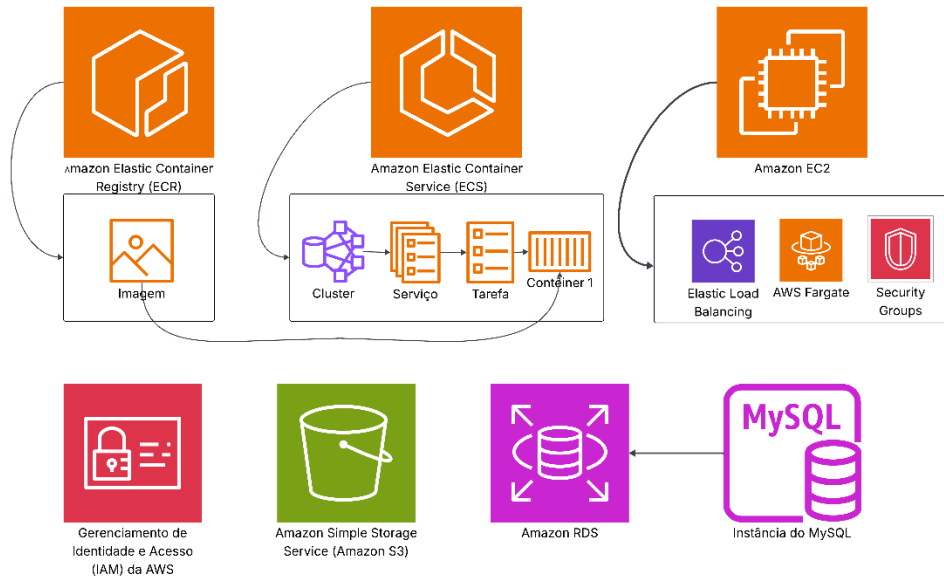 Amazon Elastic Container
Registry (ECR)
Amazon Elastic Container
Service (ECS)
Amazon EC2
Imagem
Cluster
Serviço
Tarefa
Contêiner 1
Elastic Load
Balancing
AWS Fargate
Security
Groups
Gerenciamento de
Identidade e Acesso
(IAM) da AWS
Amazon Simple Storage
Service (Amazon S3)
Amazon RDS
MySQL
Instância do MySQL